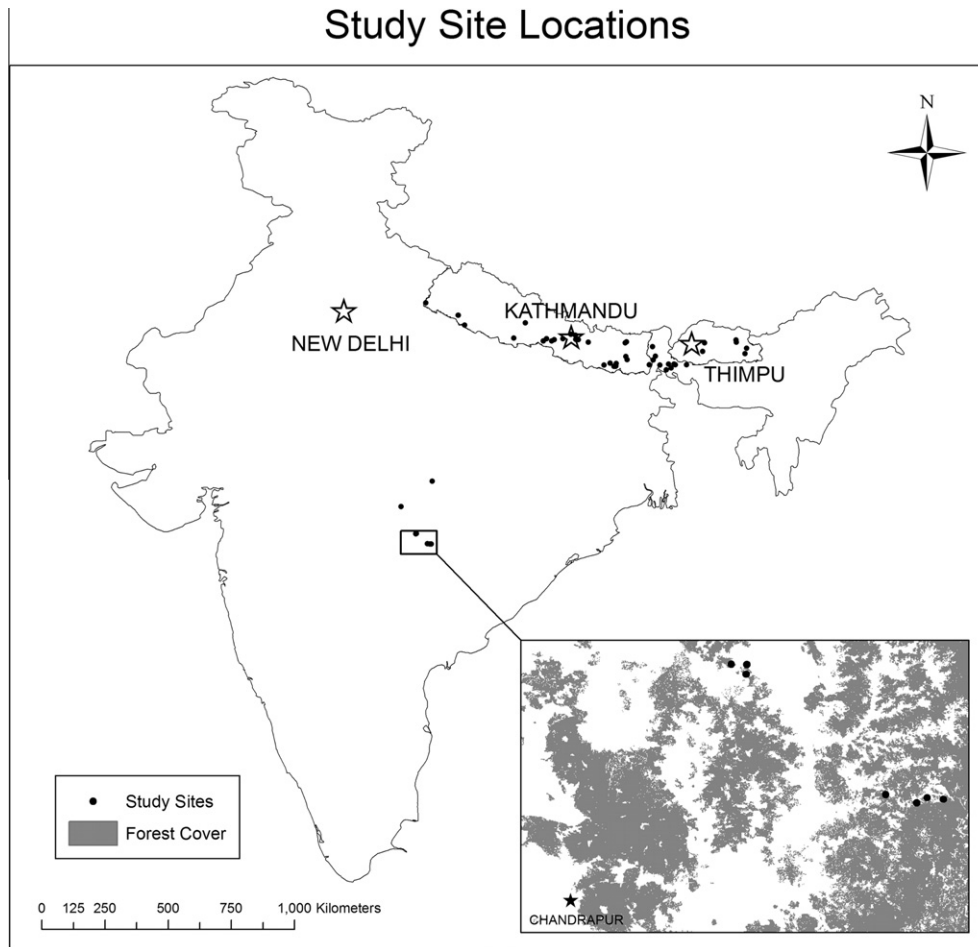 Study Site Locations
N
KATHMANDU
NEW DELHI
THIMPU
Study Sites
Forest Cover
0 125 250 500 750 1,000 Kilometers
CHANDRAPUR